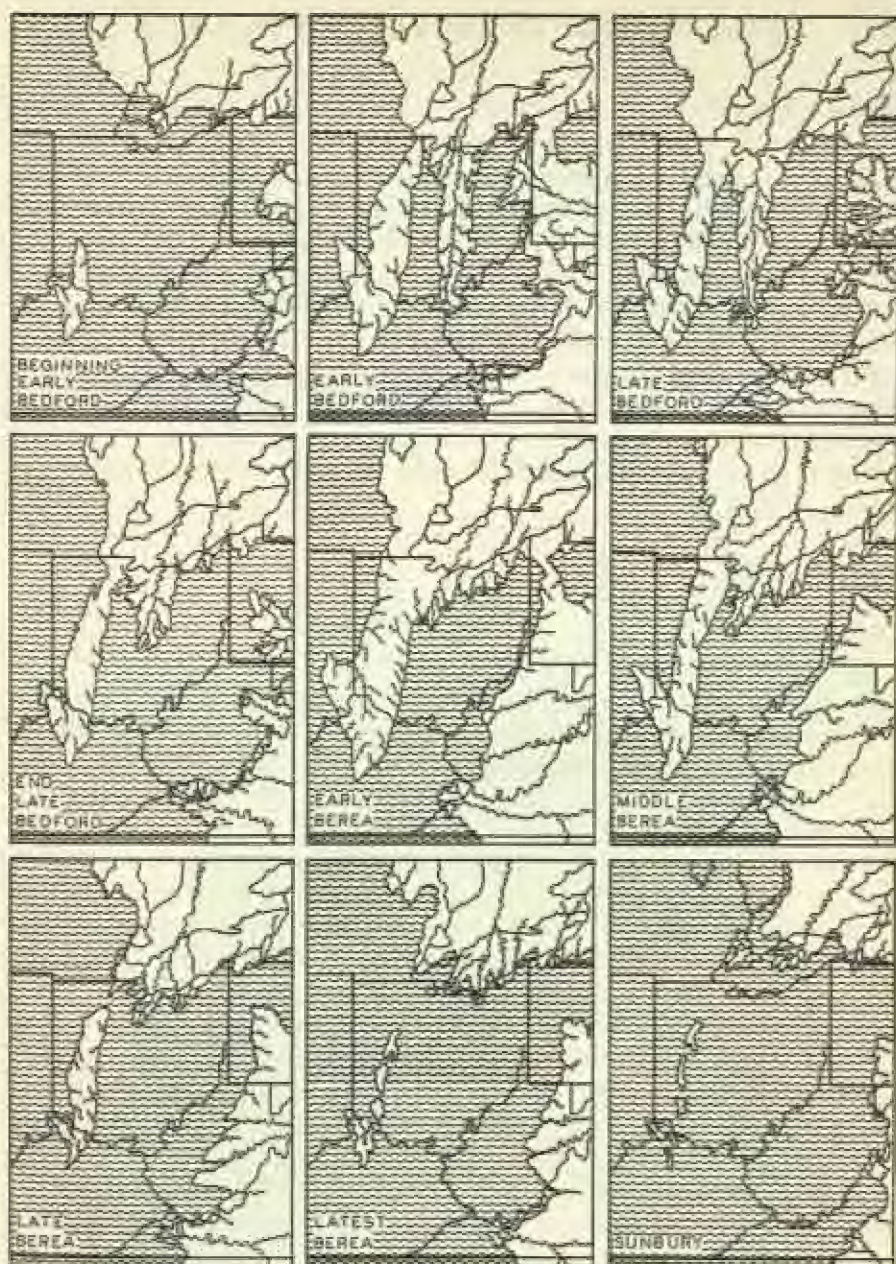 BEGINNING
EARLY
BEDFORD
EARLY
BEDFORD
LATE
BEDFORD
END
LATE
BEDFORD
EARLY
BEREA
MIDDLE
BEREA
LATE
BEREA
LATEST
BEREA
SUNBURY